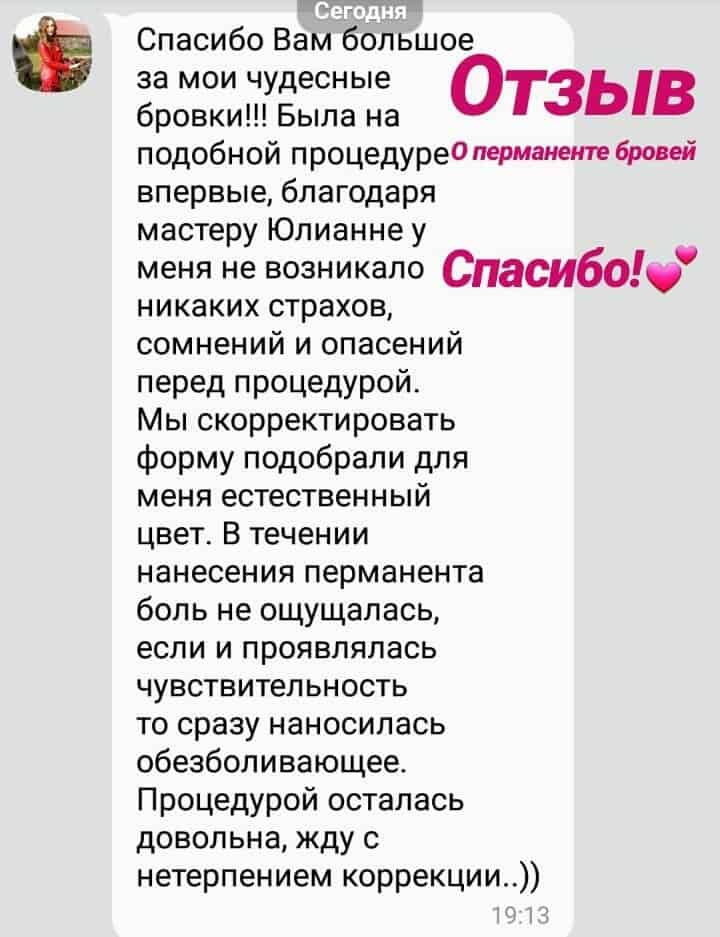 Сегодня
Спасибо Вам большое
за мои чудесные
бровки!!! Была на
подобной процедуре
впервые, благодаря
мастеру Юлианне у
меня не возникало
никаких страхов,
сомнений и опасений
перед процедурой.
Мы скорректировать
форму подобрали для
меня естественный
цвет. В течении
нанесения перманента
боль не ощущалась,
если и проявлялась
чувствительность
то сразу наносилась
обезболивающее.
Процедурой осталась
довольна, жду с
нетерпением коррекции..))
19:13
Отзыв
О перманенте бровей
Спасибо!💕